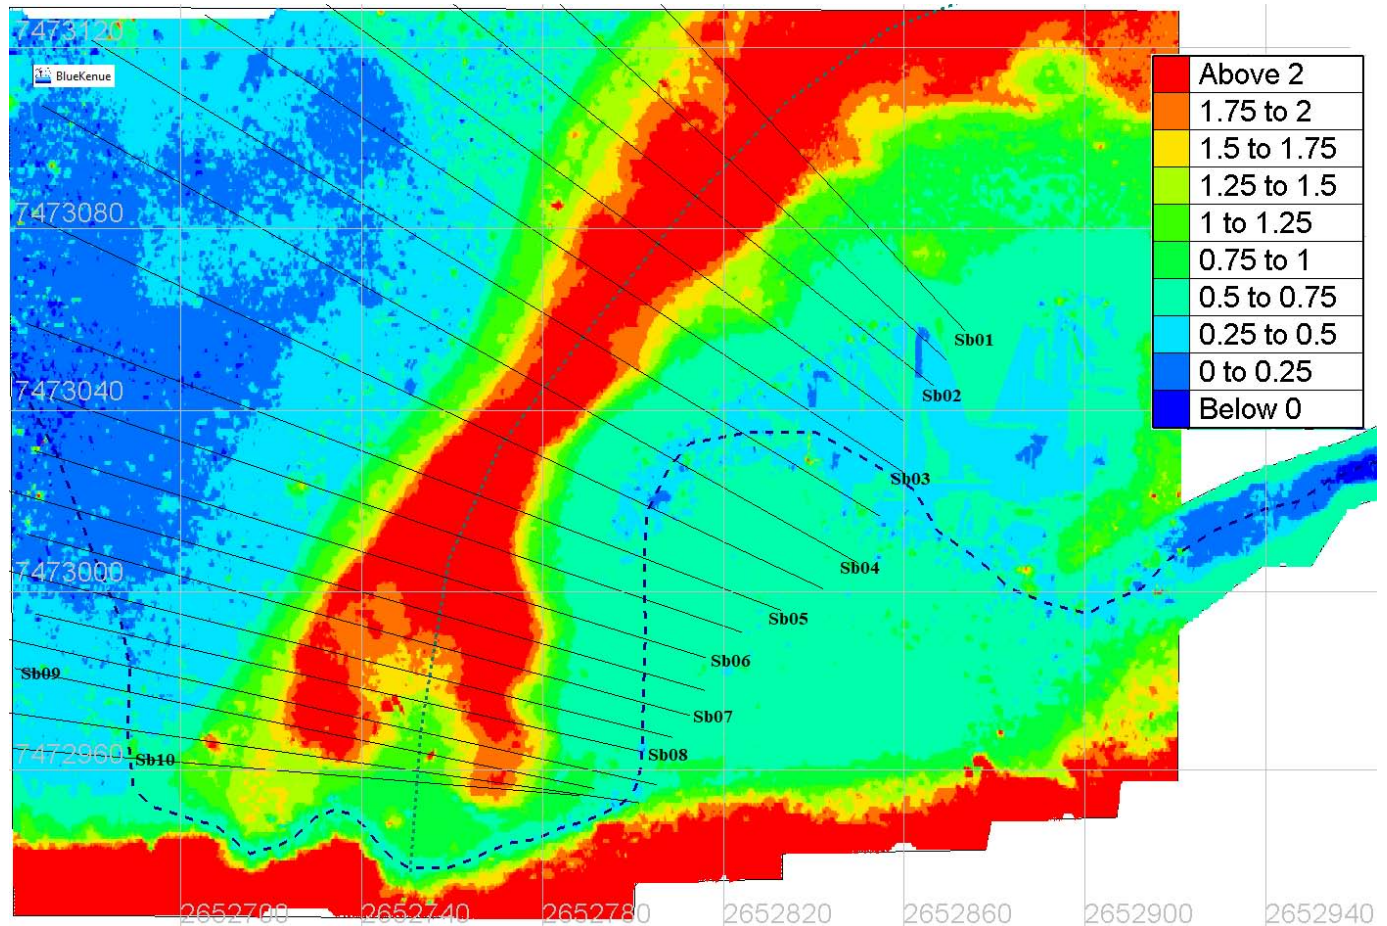 7473120
BlueKenue
Above 2
1.75 to 2
1.5 to 1.75
1.25 to 1.5
1 to 1.25
0.75 to 1
0.5 to 0.75
0.25 to 0.5
0 to 0.25
Below 0
7473080
Sb01
Sb02
7473040
Sb03
Sb04
7473000
Sb05
Sb06
Sb09
Sb07
Sb08
7472960
Sb10
2652700
2652740
2652780
2652820
2652860
2652900
2652940